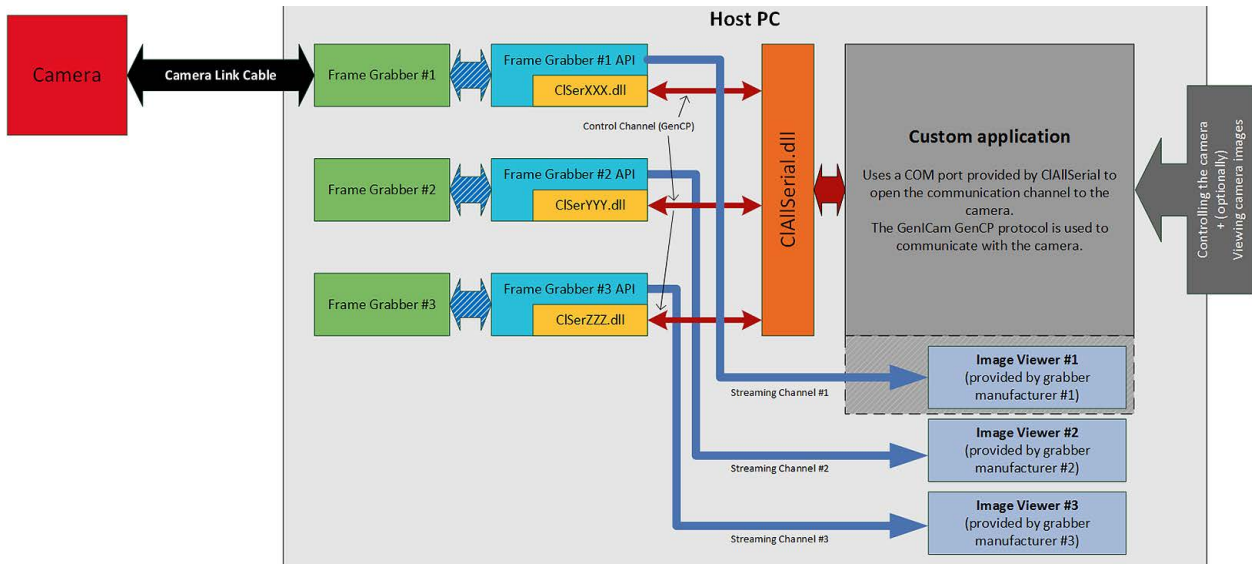 Host PC
Camera
Camera Link Cable
Frame Grabber #1
Frame Grabber #1 API
ClSerXXX.dll
Control Channel (GenCP)
Frame Grabber #2
Frame Grabber #2 API
ClSerYYY.dll
Frame Grabber #3
Frame Grabber #3 API
ClSerZZZ.dll
ClAllSerial.dll
Custom application
Uses a COM port provided by ClAllSerial to
open the communication channel to the
camera.
The GenICam GenCP protocol is used to
communicate with the camera.
Controlling the camera
+ (optionally)
Viewing camera images
Streaming Channel #1
Image Viewer #1
(provided by grabber
manufacturer #1)
Streaming Channel #2
Image Viewer #2
(provided by grabber
manufacturer #2)
Streaming Channel #3
Image Viewer #3
(provided by grabber
manufacturer #3)